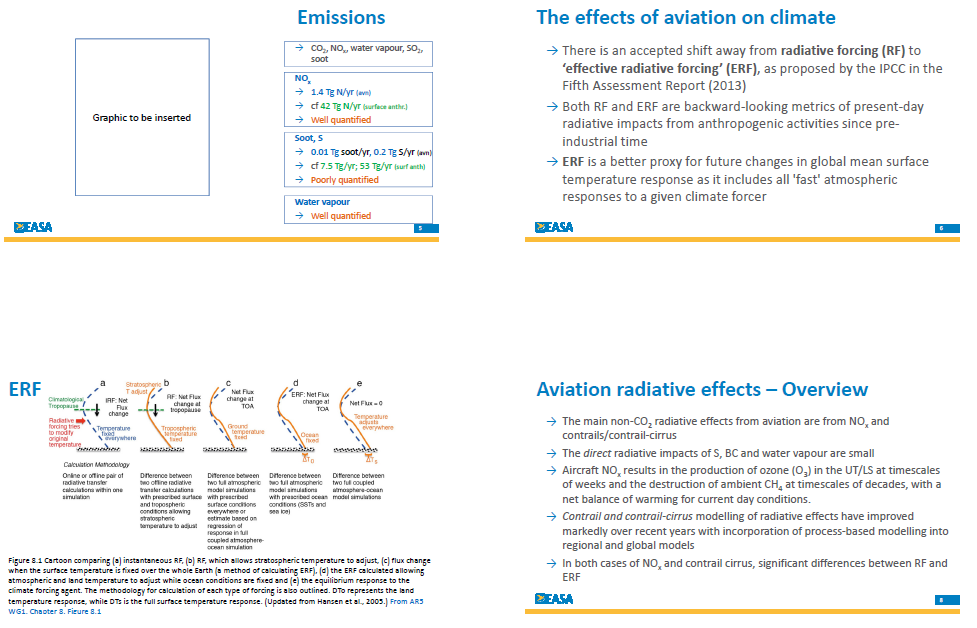 Emissions
Graphic to be inserted
→ CO2, NOx, water vapour, SO2,
soot
NOx
→ 1.4 Tg N/yr (avn)
→ cf 42 Tg N/yr (surface anthr.)
→ Well quantified
Soot, S
→ 0.01 Tg soot/yr, 0.2 Tg S/yr (avn)
→ cf 7.5 Tg/yr; 53 Tg/yr (surf anth)
→ Poorly quantified
Water vapour
→ Well quantified
EASA
5
The effects of aviation on climate
→ There is an accepted shift away from radiative forcing (RF) to
‘effective radiative forcing’ (ERF), as proposed by the IPCC in the
Fifth Assessment Report (2013)
→ Both RF and ERF are backward-looking metrics of present-day
radiative impacts from anthropogenic activities since pre-
industrial time
→ ERF is a better proxy for future changes in global mean surface
temperature response as it includes all 'fast' atmospheric
responses to a given climate forcer
EASA
6
ERF
a
Climatological
Tropopause
IRF: Net
Flux
change
Radiative
forcing tries
to modify
original
temperature
Temperature
fixed
everywhere
b
Stratospheric
T adjust
RF: Net Flux
change at
tropopause
Tropospheric
temperature
fixed
c
Net Flux
change at
TOA
Ground
temperature
fixed
d
ERF: Net Flux
change at
TOA
Ocean
fixed
ΔTo
e
Net Flux = 0
Temperature
adjusts
everywhere
ΔTs
Calculation Methodology
Online or offline pair of
radiative transfer
calculations within one
simulation
Difference between
two offline radiative
transfer calculations
with prescribed surface
and tropospheric
conditions allowing
stratospheric
temperature to adjust
Difference between
two full atmospheric
model simulations
with prescribed
surface conditions
everywhere or
estimate based on
regression of
response in full
coupled atmosphere-
ocean simulation
Difference between
two full atmospheric
model simulations
with prescribed ocean
conditions (SSTs and
sea ice)
Difference between
two full coupled
atmosphere-ocean
model simulations
Figure 8.1 Cartoon comparing (a) instantaneous RF, (b) RF, which allows stratospheric temperature to adjust, (c) flux change
when the surface temperature is fixed over the whole Earth (a method of calculating ERF), (d) the ERF calculated allowing
atmospheric and land temperature to adjust while ocean conditions are fixed and (e) the equilibrium response to the
climate forcing agent. The methodology for calculation of each type of forcing is also outlined. DTo represents the land
temperature response, while DTs is the full surface temperature response. (Updated from Hansen et al., 2005.) From AR5
WG1. Chapter 8. Figure 8.1
Aviation radiative effects – Overview
→ The main non-CO2 radiative effects from aviation are from NOx and
contrails/contrail-cirrus
→ The direct radiative impacts of S, BC and water vapour are small
→ Aircraft NOx results in the production of ozone (O3) in the UT/LS at timescales
of weeks and the destruction of ambient CH4 at timescales of decades, with a
net balance of warming for current day conditions.
→ Contrail and contrail-cirrus modelling of radiative effects have improved
markedly over recent years with incorporation of process-based modelling into
regional and global models
→ In both cases of NOx and contrail cirrus, significant differences between RF and
ERF
EASA
8